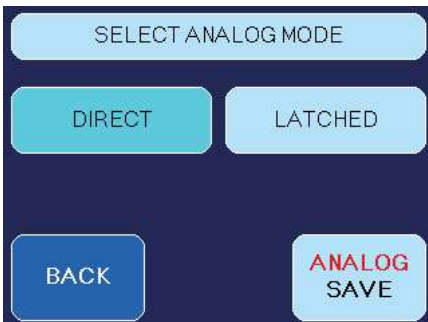 SELECT ANALOG MODE
DIRECT
LATCHED
BACK
ANALOG
SAVE